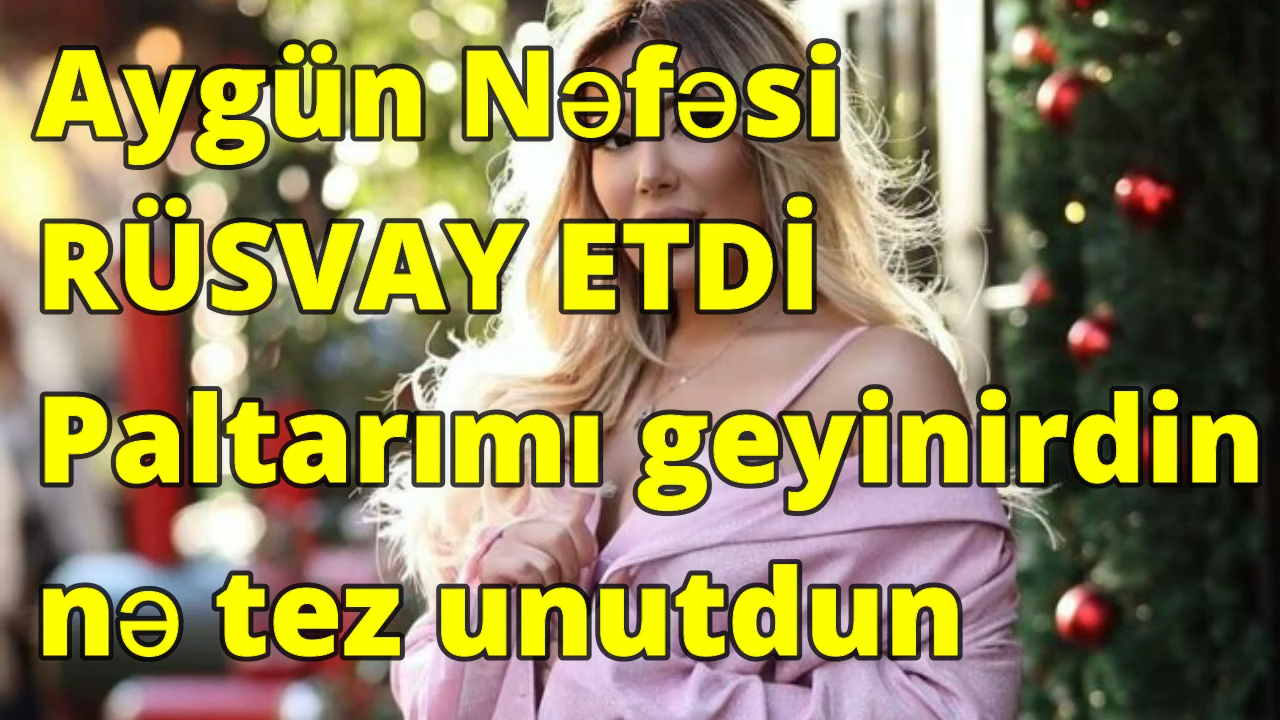 Aygün Nəfəsi
RÜSVAY ETDİ
Paltarımı geyinirdin
nə tez unutdun